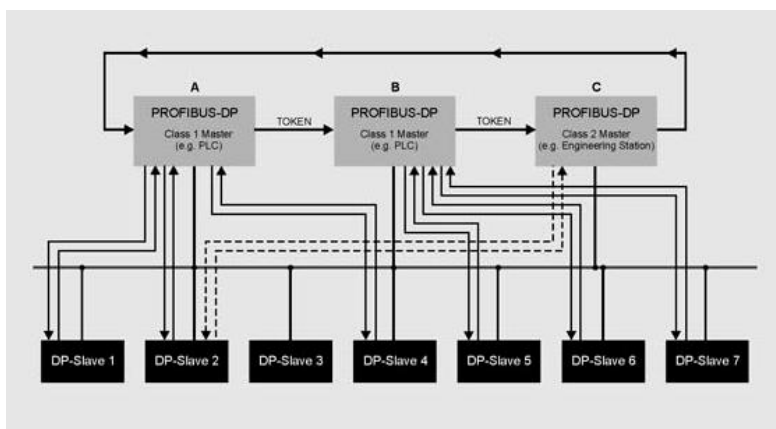 A
B
C
PROFIBUS-DP
Class 1 Master
(e.g. PLC)
TOKEN
PROFIBUS-DP
Class 1 Master
(e.g. PLC)
TOKEN
PROFIBUS-DP
Class 2 Master
(e.g. Engineering Station)
DP-Slave 1
DP-Slave 2
DP-Slave 3
DP-Slave 4
DP-Slave 5
DP-Slave 6
DP-Slave 7